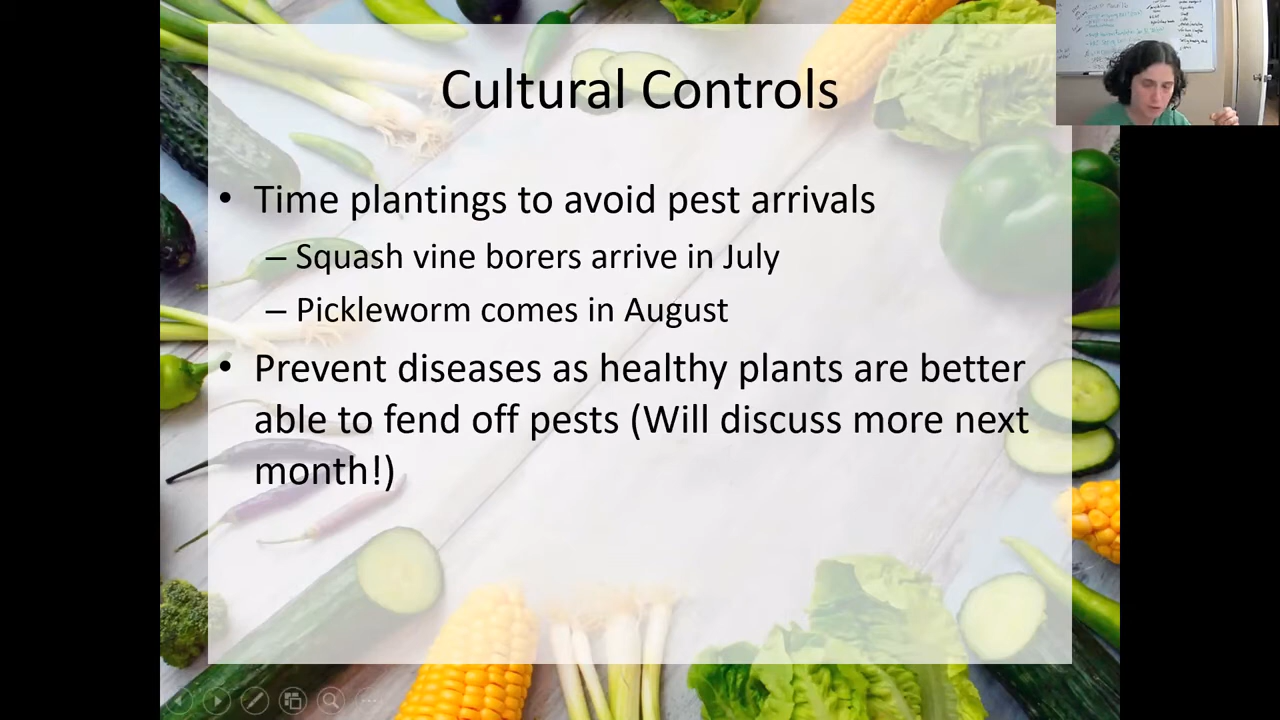 Cultural Controls
• Time plantings to avoid pest arrivals
– Squash vine borers arrive in July
– Pickleworm comes in August
• Prevent diseases as healthy plants are better
able to fend off pests (Will discuss more next
month!)